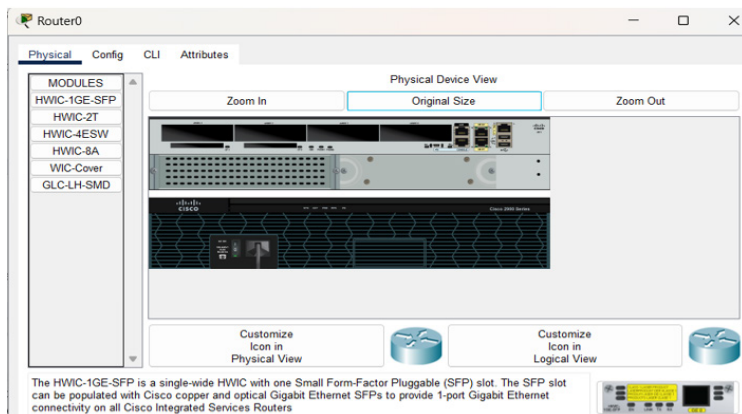 Router0
Physical Config CLI Attributes
MODULES
HWIC-1GE-SFP
HWIC-2T
HWIC-4ESW
HWIC-8A
WIC-Cover
GLC-LH-SMD
Physical Device View
Zoom In Original Size Zoom Out
CISCO
Cisco 2900 Series
Customize
Icon in
Physical View
Customize
Icon in
Logical View
The HWIC-1GE-SFP is a single-wide HWIC with one Small Form-Factor Pluggable (SFP) slot. The SFP slot
can be populated with Cisco copper and optical Gigabit Ethernet SFPs to provide 1-port Gigabit Ethernet
connectivity on all Cisco Integrated Services Routers